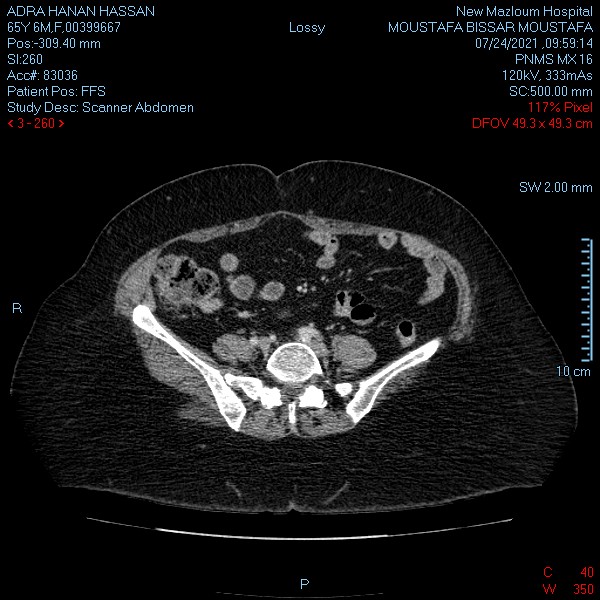 ADRA HANAN HASSAN
65Y 6M,F,00399667
Pos:-309.40 mm
SI:260
Acc#: 83036
Patient Pos: FFS
Study Desc: Scanner Abdomen
< 3 - 260 >
Lossy
New Mazloum Hospital
MOUSTAFA BISSAR MOUSTAFA
07/24/2021 ,09:59:14
PNMS MX 16
120kV, 333mAs
SC:500.00 mm
117% Pixel
DFOV 49.3 x 49.3 cm
SW 2.00 mm
R
10 cm
P
C 40
W 350